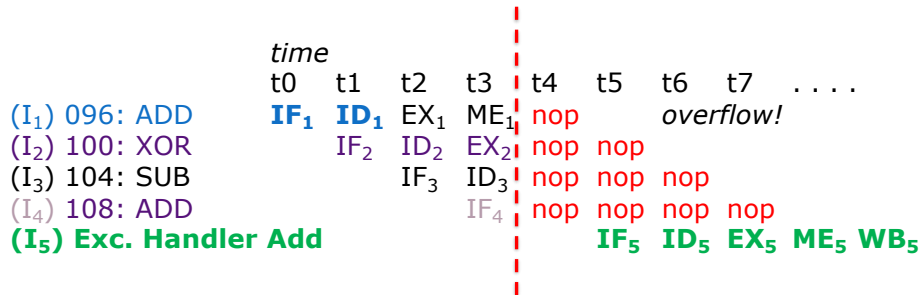 time
t0 t1 t2 t3 t4 t5 t6 t7 . . . .
(I₁) 096: ADD IF₁ ID₁ EX₁ ME₁ nop overflow!
(I₂) 100: XOR IF₂ ID₂ EX₂ nop nop
(I₃) 104: SUB IF₃ ID₃ nop nop nop
(I₄) 108: ADD IF₄ nop nop nop nop
(I₅) Exc. Handler Add IF₅ ID₅ EX₅ ME₅ WB₅